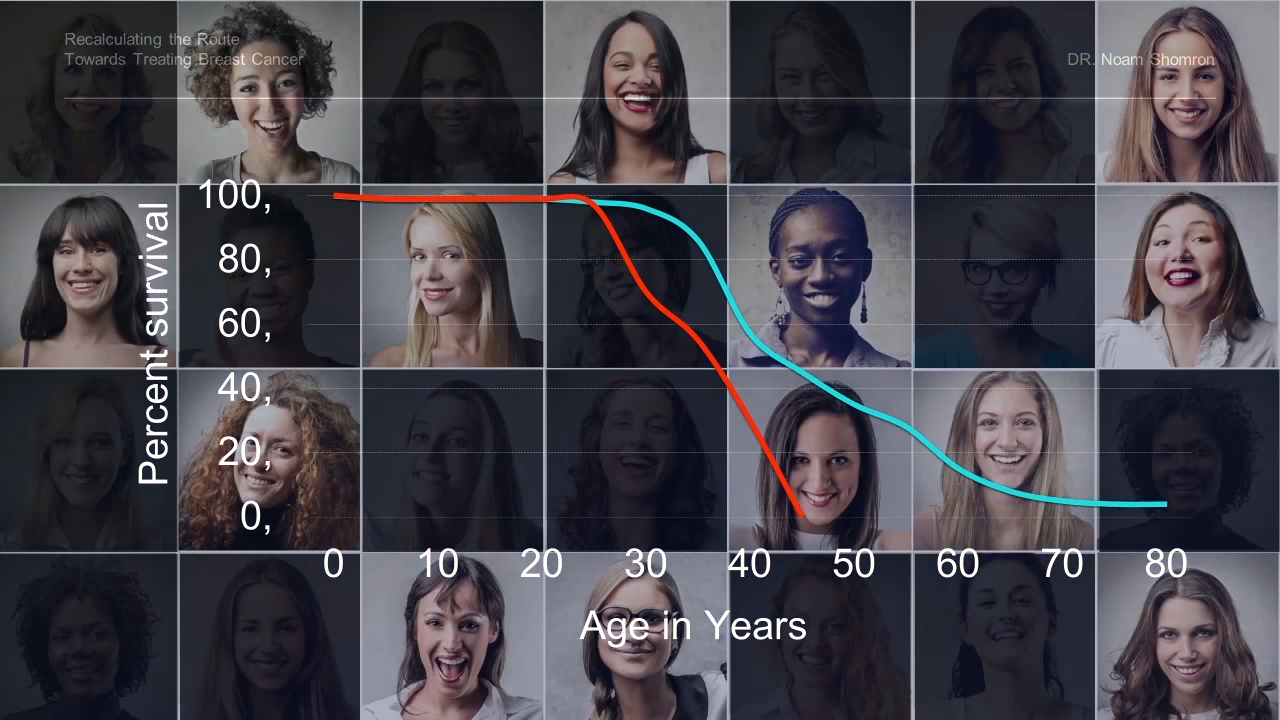 Recalculating the Route
Towards Treating Breast Cancer
DR. Noam Shomron
Percent survival
100,
80,
60,
40,
20,
0,
0 10 20 30 40 50 60 70 80
Age in Years